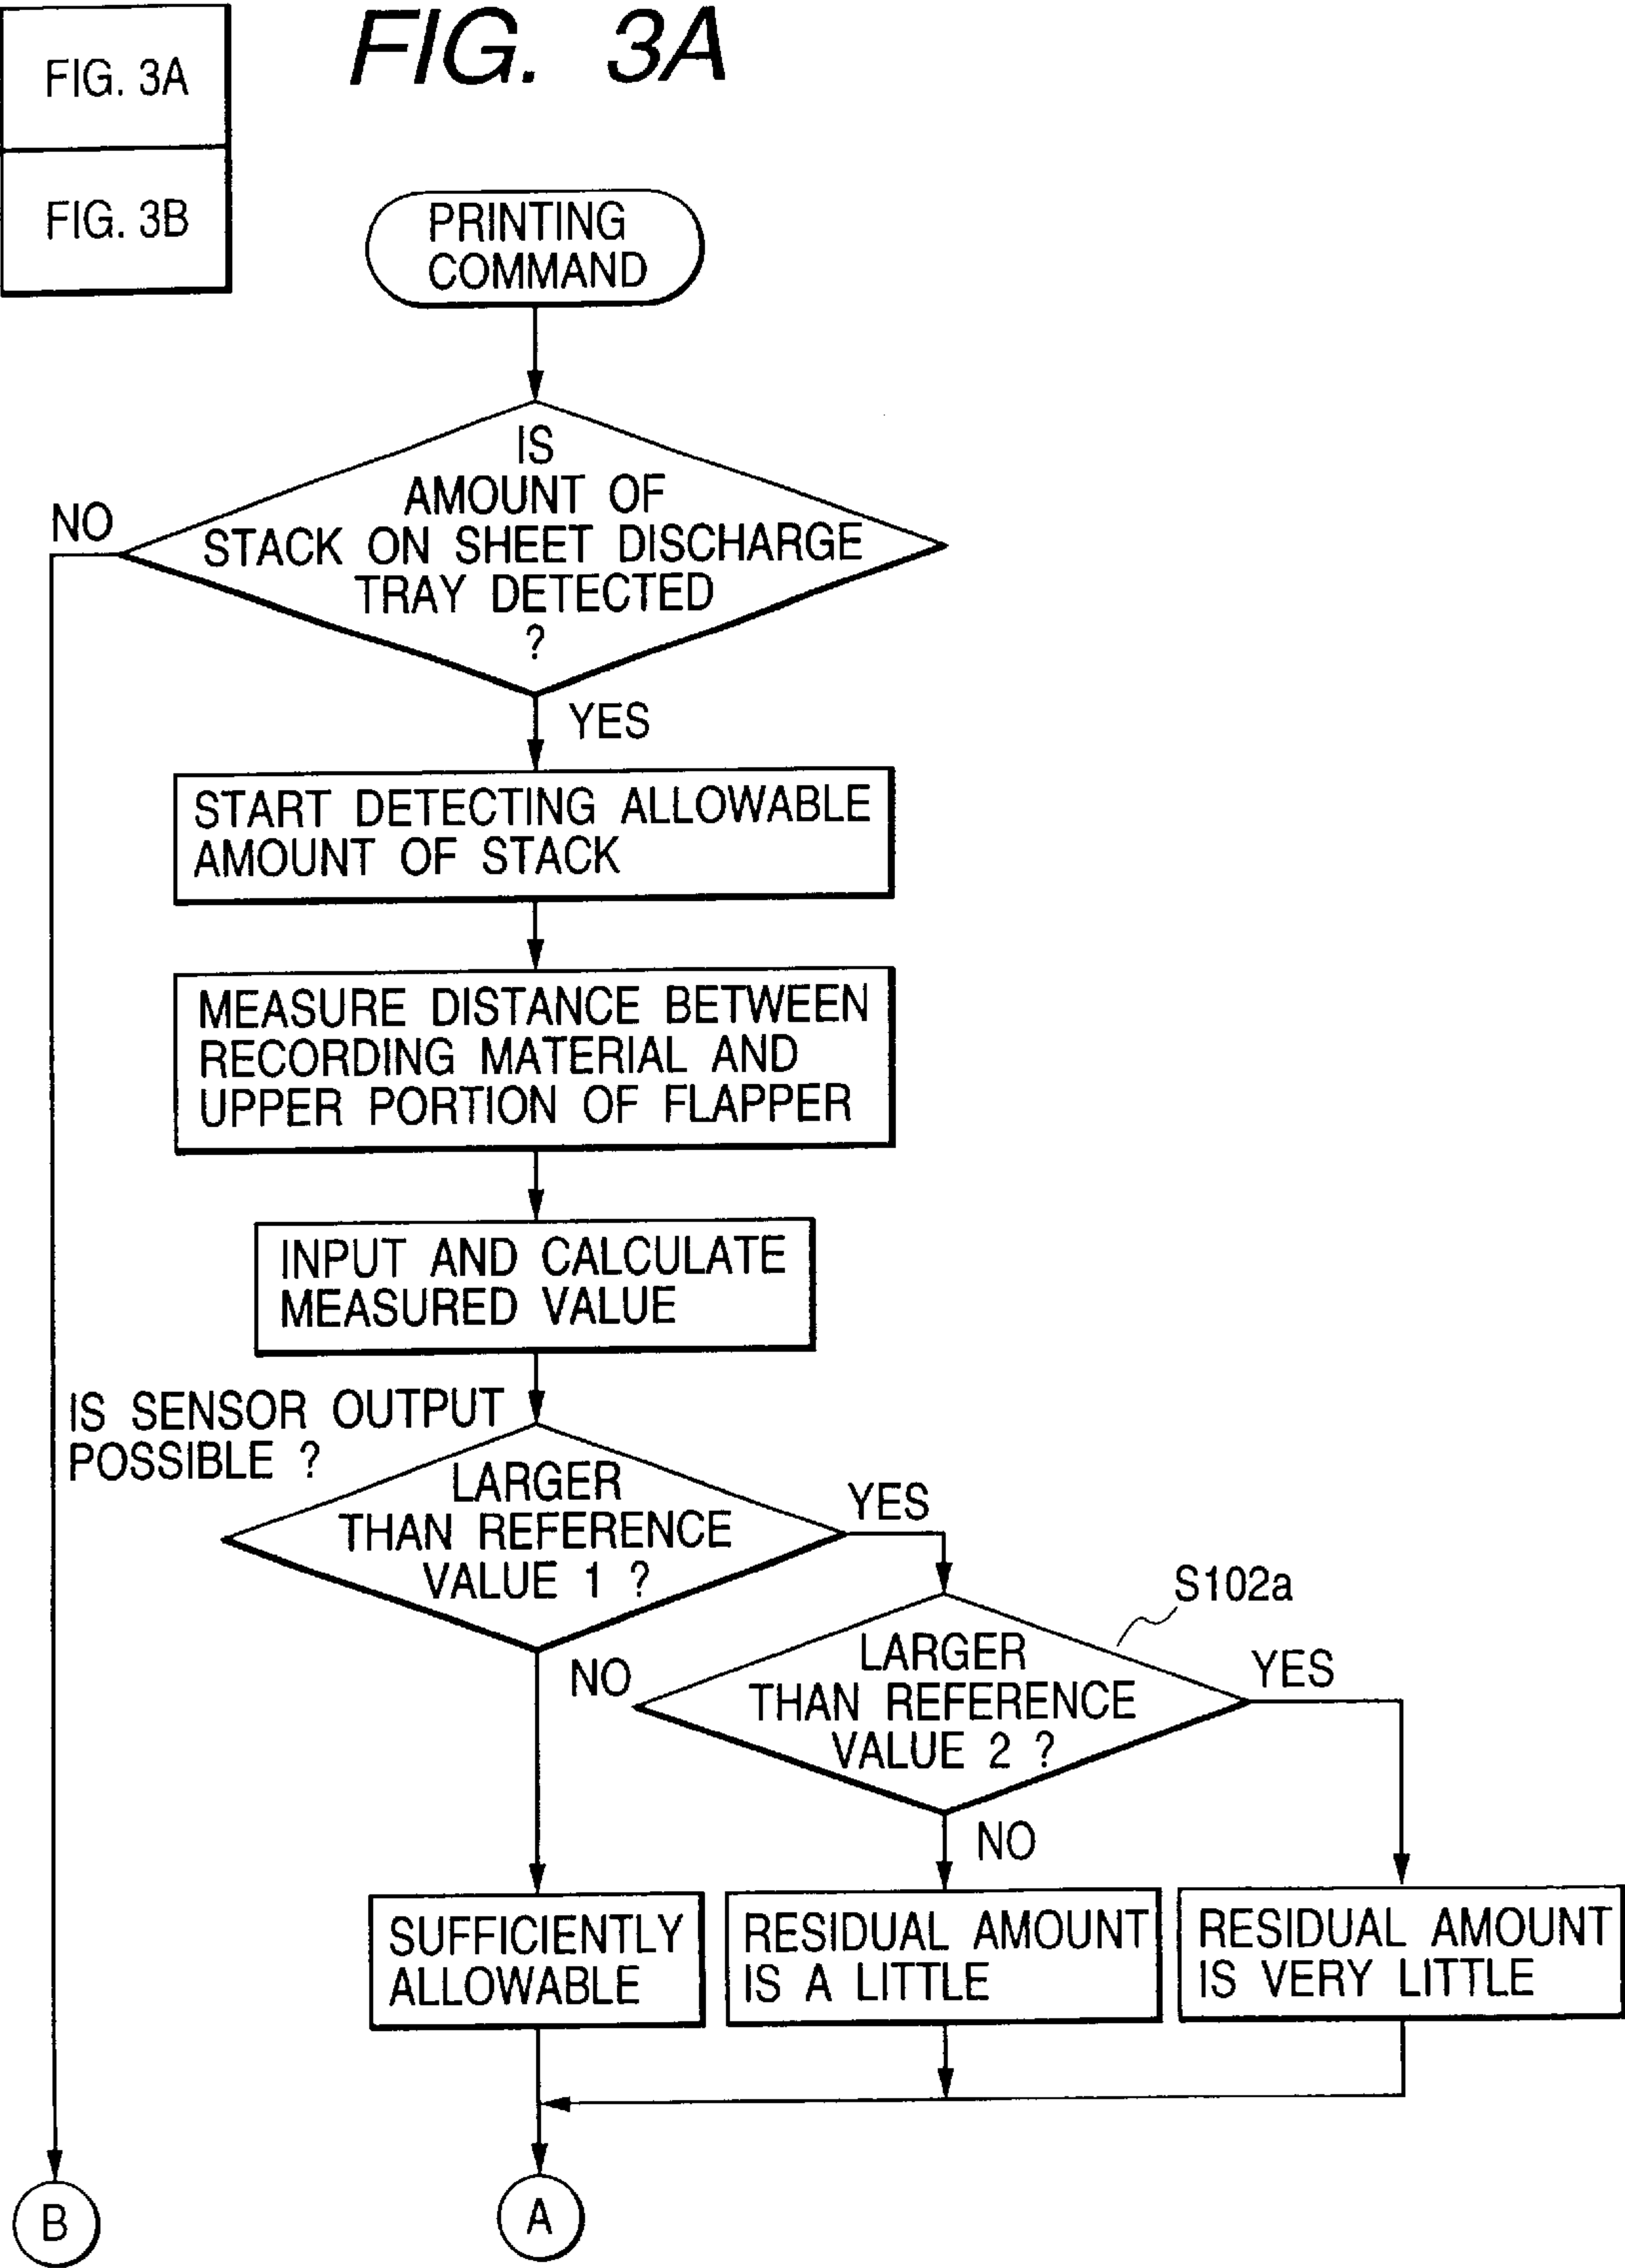 FIG. 3A
FIG. 3A
FIG. 3B
PRINTING
COMMAND
IS
AMOUNT OF
STACK ON SHEET DISCHARGE
TRAY DETECTED
?
NO
YES
START DETECTING ALLOWABLE
AMOUNT OF STACK
MEASURE DISTANCE BETWEEN
RECORDING MATERIAL AND
UPPER PORTION OF FLAPPER
INPUT AND CALCULATE
MEASURED VALUE
IS SENSOR OUTPUT
POSSIBLE ?
LARGER
THAN REFERENCE
VALUE 1 ?
YES
NO
S102a
LARGER
THAN REFERENCE
VALUE 2 ?
YES
NO
SUFFICIENTLY
ALLOWABLE
RESIDUAL AMOUNT
IS A LITTLE
RESIDUAL AMOUNT
IS VERY LITTLE
B
A